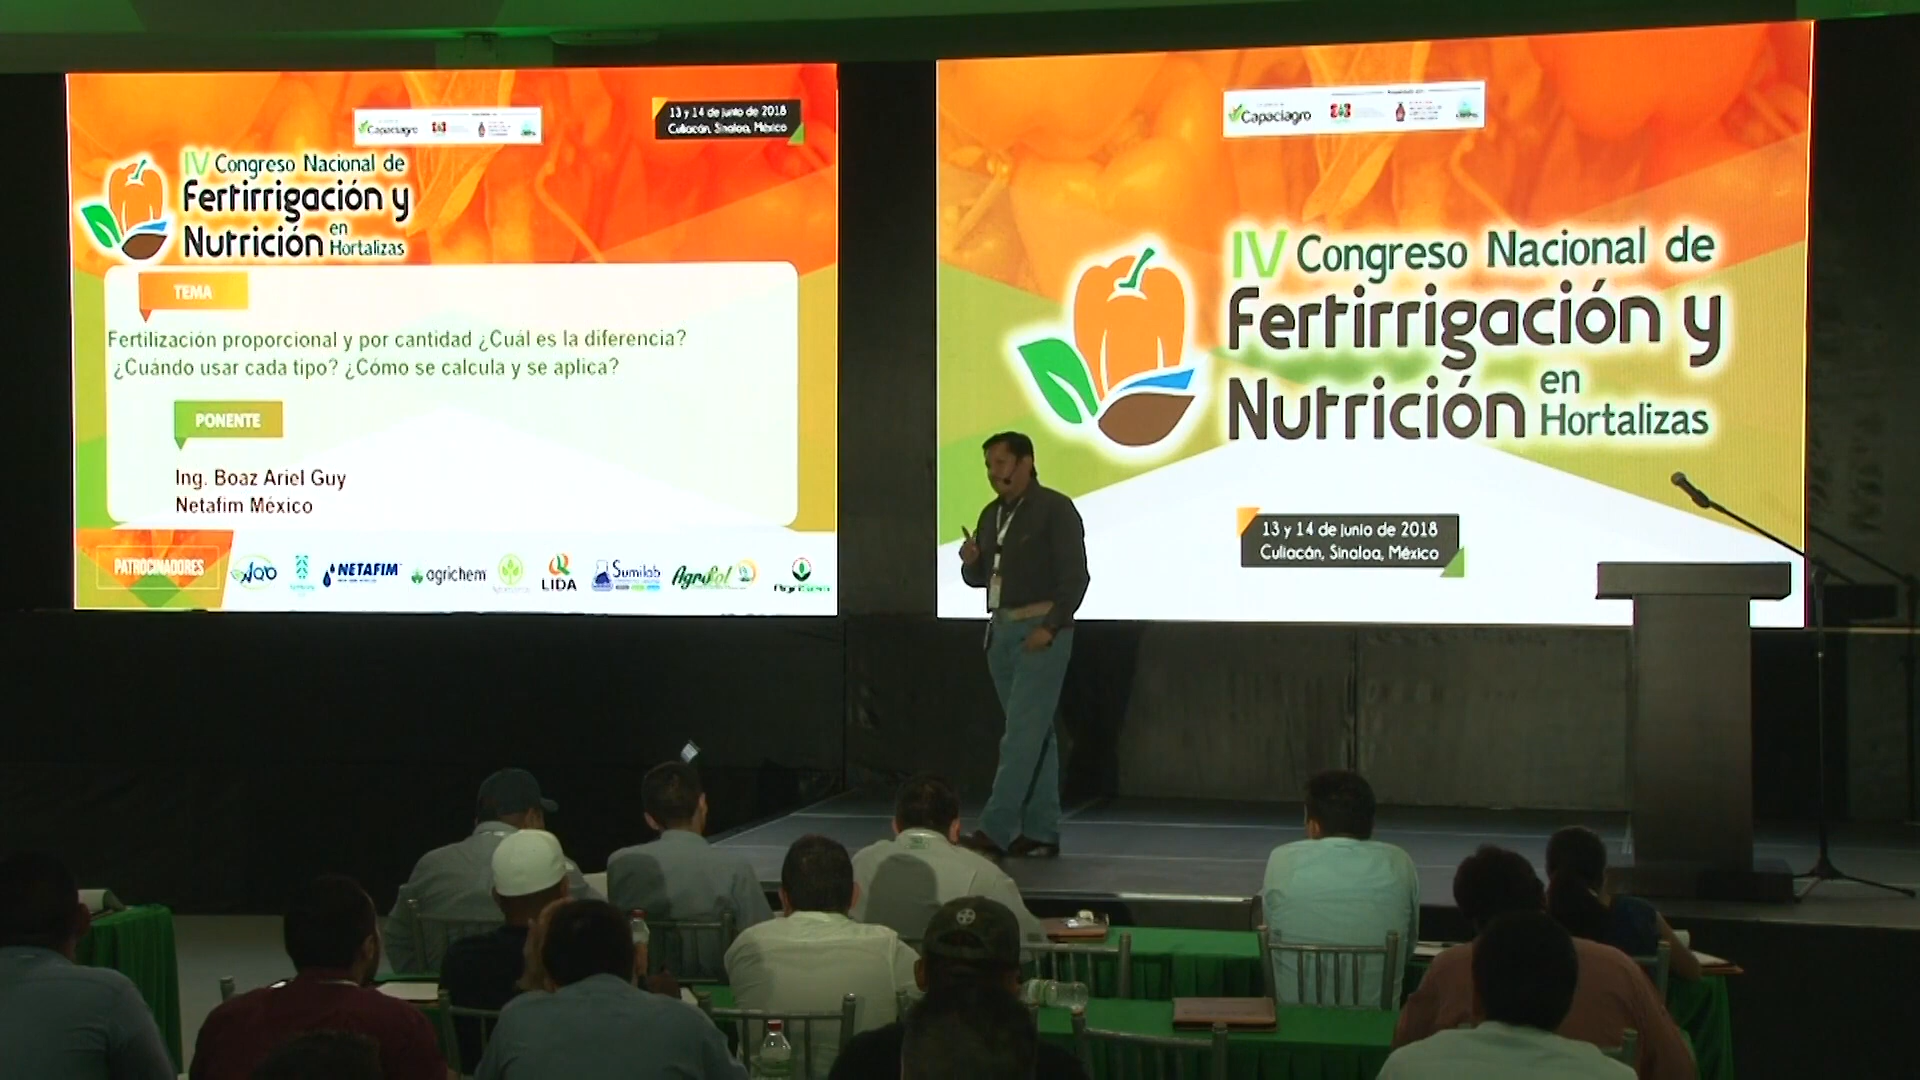 Capaciagro
13 y 14 de junio de 2018
Culiacán, Sinaloa, México
IV Congreso Nacional de
Fertirrigación y
Nutrición en
Hortalizas
TEMA
Fertilización proporcional y por cantidad ¿Cuál es la diferencia?
¿Cuándo usar cada tipo? ¿Cómo se calcula y se aplica?
PONENTE
Ing. Boaz Ariel Guy
Netafim México
PATROCINADORES
NETAFIM
agrichem
LIDA
Sumilab
AgroSol
Capaciagro
IV Congreso Nacional de
Fertirrigación y
Nutrición en
Hortalizas
13 y 14 de junio de 2018
Culiacán, Sinaloa, México